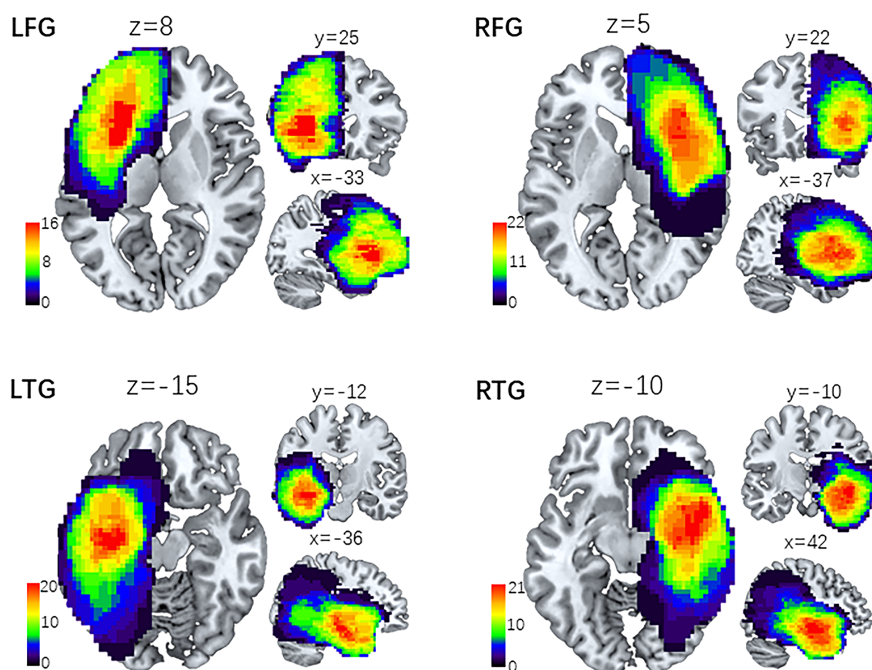 LFG
z=8
y=25
x=-33
16
8
0
RFG
z=5
y=22
x=-37
22
11
0
LTG
z=-15
y=-12
x=-36
20
10
0
RTG
z=-10
y=-10
x=42
21
10
0